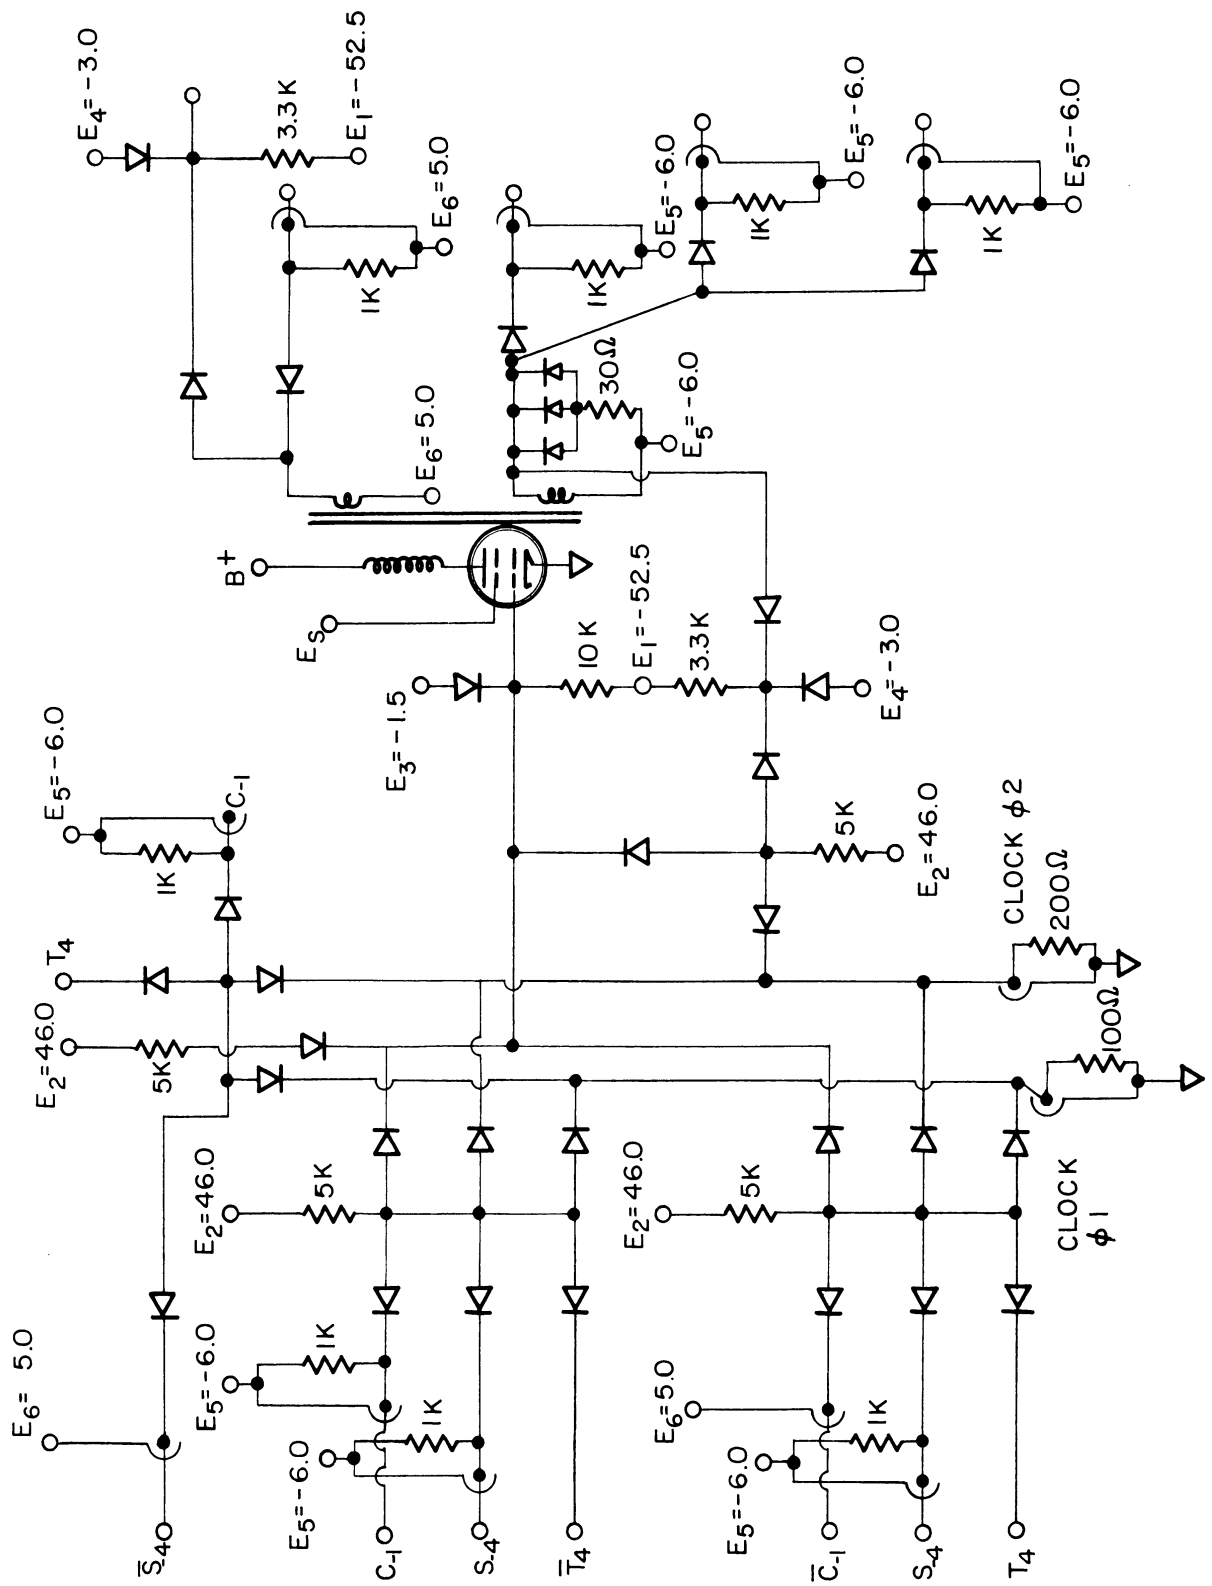 E4=-3.0
3.3K
E1=-52.5
1K
E6=5.0
E6=5.0
1K
E5=-6.0
1K
E5=-6.0
1K
E5=-6.0
30Ω
E5=-6.0
B+
Es
E3=-1.5
10K
E1=-52.5
3.3K
E4=-3.0
E5=-6.0
1K
C-1
T4
E2=46.0
5K
5K
E2=46.0
CLOCK φ2
200Ω
100Ω
CLOCK
φ1
E2=46.0
5K
E2=46.0
5K
E6= 5.0
S̅-4
E5=-6.0
1K
E5=-6.0
1K
C-1
S-4
T̅4
E6=5.0
E5=-6.0
1K
C̅-1
S-4
T4